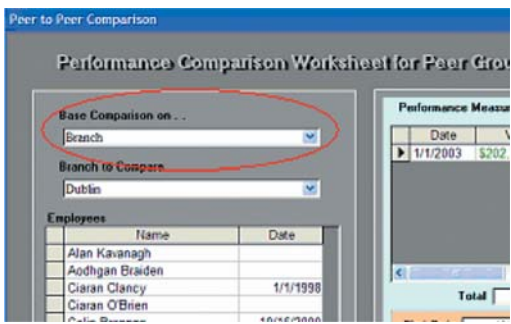 Peer to Peer Comparison
Performance Comparison Worksheet for Peer Grou
Base Comparison on . .
Branch
Branch to Compare
Dublin
Employees
Name Date
Alan Kavanagh
Aodhgan Braiden
Ciaran Clancy 1/1/1998
Ciaran O'Brien
Performance Measur
Date V
1/1/2003 $202.
Total